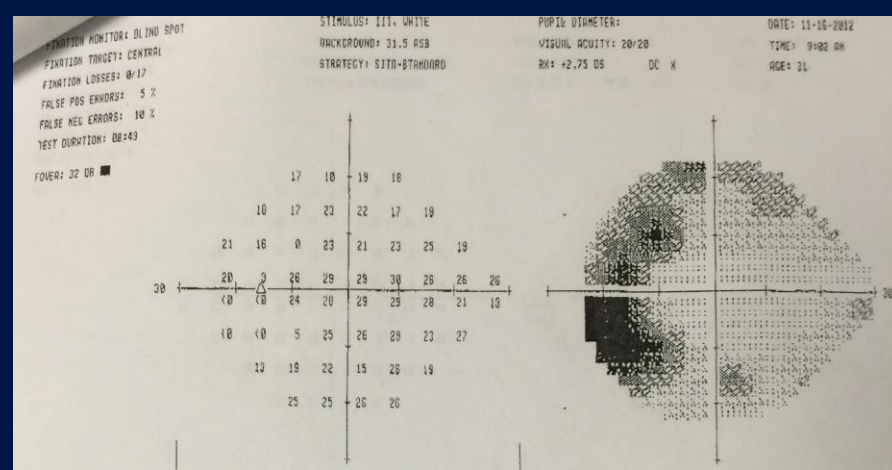 FIXATION MONITOR: BLIND SPOT
FIXATION TARGET: CENTRAL
FIXATION LOSSES: 0/17
FALSE POS ERRORS: 5 %
FALSE NEG ERRORS: 10 %
TEST DURATION: 08:49
FOVEA: 32 DB
STIMULUS: III, WHITE
BACKGROUND: 31.5 ASB
STRATEGY: SITA-STANDARD
PUPIL DIAMETER:
VISUAL ACUITY: 20/20
RX: +2.75 DS DC X
DATE: 11-16-2012
TIME: 9:02 AM
AGE: 31
17 10 19 18
18 17 23 22 17 19
21 16 0 23 21 23 25 19
20 3 26 29 29 30 26 26 26
30 30
<0 <0 24 28 29 29 28 21 13
<0 <0 5 25 26 29 23 27
13 19 22 15 26 19
25 25 26 26